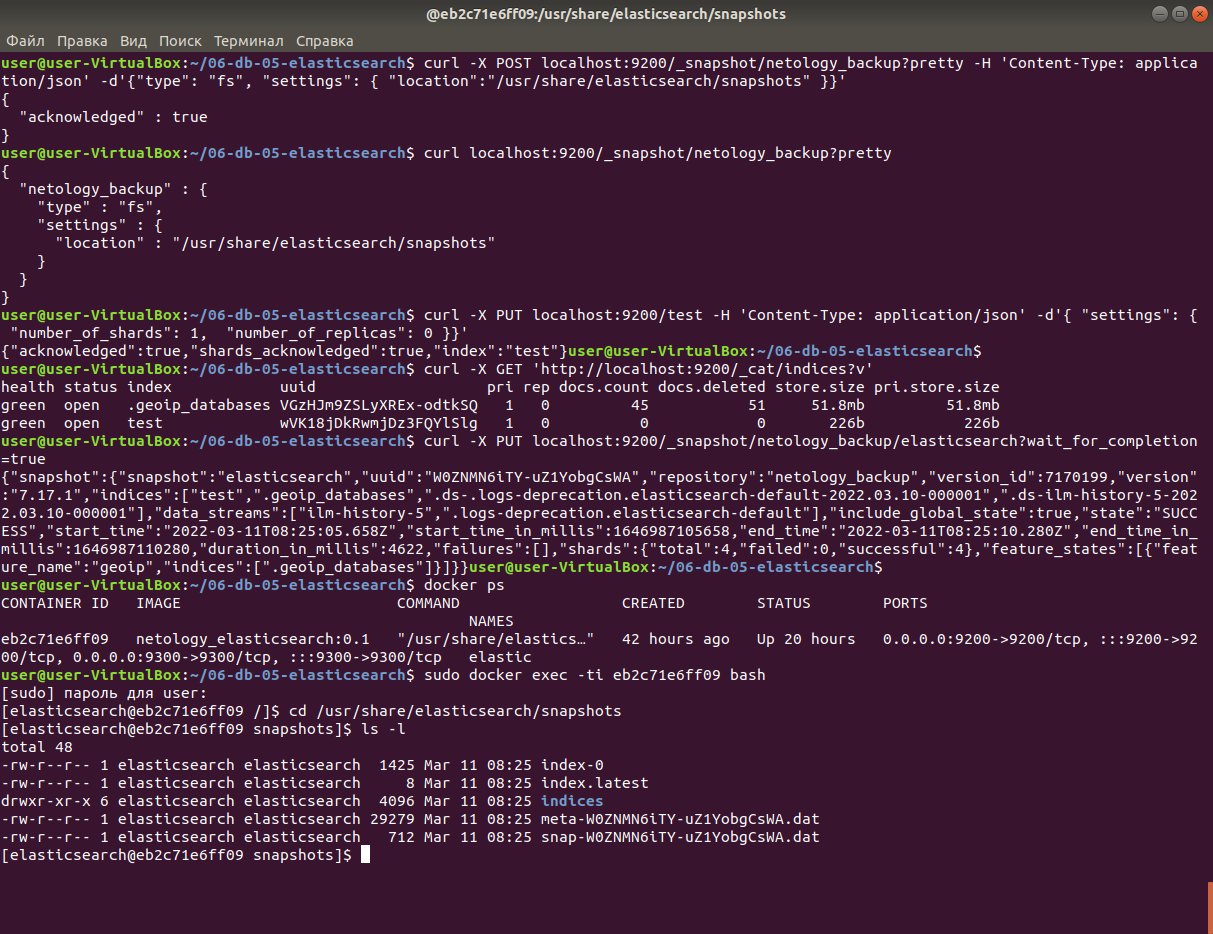 @eb2c71e6ff09:/usr/share/elasticsearch/snapshots
Файл Правка Вид Поиск Терминал Справка
user@user-VirtualBox:~/06-db-05-elasticsearch$ curl -X POST localhost:9200/_snapshot/netology_backup?pretty -H 'Content-Type: applica
tion/json' -d'{"type": "fs", "settings": { "location":"/usr/share/elasticsearch/snapshots" }}'
{
  "acknowledged" : true
}
user@user-VirtualBox:~/06-db-05-elasticsearch$ curl localhost:9200/_snapshot/netology_backup?pretty
{
  "netology_backup" : {
    "type" : "fs",
    "settings" : {
      "location" : "/usr/share/elasticsearch/snapshots"
    }
  }
}
user@user-VirtualBox:~/06-db-05-elasticsearch$ curl -X PUT localhost:9200/test -H 'Content-Type: application/json' -d'{ "settings": {
 "number_of_shards": 1,  "number_of_replicas": 0 }}'
{"acknowledged":true,"shards_acknowledged":true,"index":"test"}user@user-VirtualBox:~/06-db-05-elasticsearch$
user@user-VirtualBox:~/06-db-05-elasticsearch$ curl -X GET 'http://localhost:9200/_cat/indices?v'
health status index            uuid                   pri rep docs.count docs.deleted store.size pri.store.size
green  open   .geoip_databases VGzHJm9ZSLyXREx-odtkSQ   1   0         45           51     51.8mb         51.8mb
green  open   test             wVK18jDkRwmjDz3FQYlSlg   1   0          0            0       226b           226b
user@user-VirtualBox:~/06-db-05-elasticsearch$ curl -X PUT localhost:9200/_snapshot/netology_backup/elasticsearch?wait_for_completion
=true
{"snapshot":{"snapshot":"elasticsearch","uuid":"W0ZNMN6iTY-uZ1YobgCsWA","repository":"netology_backup","version_id":7170199,"version"
:"7.17.1","indices":["test",".geoip_databases",".ds-.logs-deprecation.elasticsearch-default-2022.03.10-000001",".ds-ilm-history-5-202
2.03.10-000001"],"data_streams":["ilm-history-5",".logs-deprecation.elasticsearch-default"],"include_global_state":true,"state":"SUCC
ESS","start_time":"2022-03-11T08:25:05.658Z","start_time_in_millis":1646987105658,"end_time":"2022-03-11T08:25:10.280Z","end_time_in_
millis":1646987110280,"duration_in_millis":4622,"failures":[],"shards":{"total":4,"failed":0,"successful":4},"feature_states":[{"feat
ure_name":"geoip","indices":[".geoip_databases"]}]}}user@user-VirtualBox:~/06-db-05-elasticsearch$
user@user-VirtualBox:~/06-db-05-elasticsearch$ docker ps
CONTAINER ID   IMAGE                        COMMAND                  CREATED        STATUS        PORTS
                                                    NAMES
eb2c71e6ff09   netology_elasticsearch:0.1   "/usr/share/elastics…"   42 hours ago   Up 20 hours   0.0.0.0:9200->9200/tcp, :::9200->92
00/tcp, 0.0.0.0:9300->9300/tcp, :::9300->9300/tcp   elastic
user@user-VirtualBox:~/06-db-05-elasticsearch$ sudo docker exec -ti eb2c71e6ff09 bash
[sudo] пароль для user:
[elasticsearch@eb2c71e6ff09 /]$ cd /usr/share/elasticsearch/snapshots
[elasticsearch@eb2c71e6ff09 snapshots]$ ls -l
total 48
-rw-r--r-- 1 elasticsearch elasticsearch  1425 Mar 11 08:25 index-0
-rw-r--r-- 1 elasticsearch elasticsearch     8 Mar 11 08:25 index.latest
drwxr-xr-x 6 elasticsearch elasticsearch  4096 Mar 11 08:25 indices
-rw-r--r-- 1 elasticsearch elasticsearch 29279 Mar 11 08:25 meta-W0ZNMN6iTY-uZ1YobgCsWA.dat
-rw-r--r-- 1 elasticsearch elasticsearch   712 Mar 11 08:25 snap-W0ZNMN6iTY-uZ1YobgCsWA.dat
[elasticsearch@eb2c71e6ff09 snapshots]$